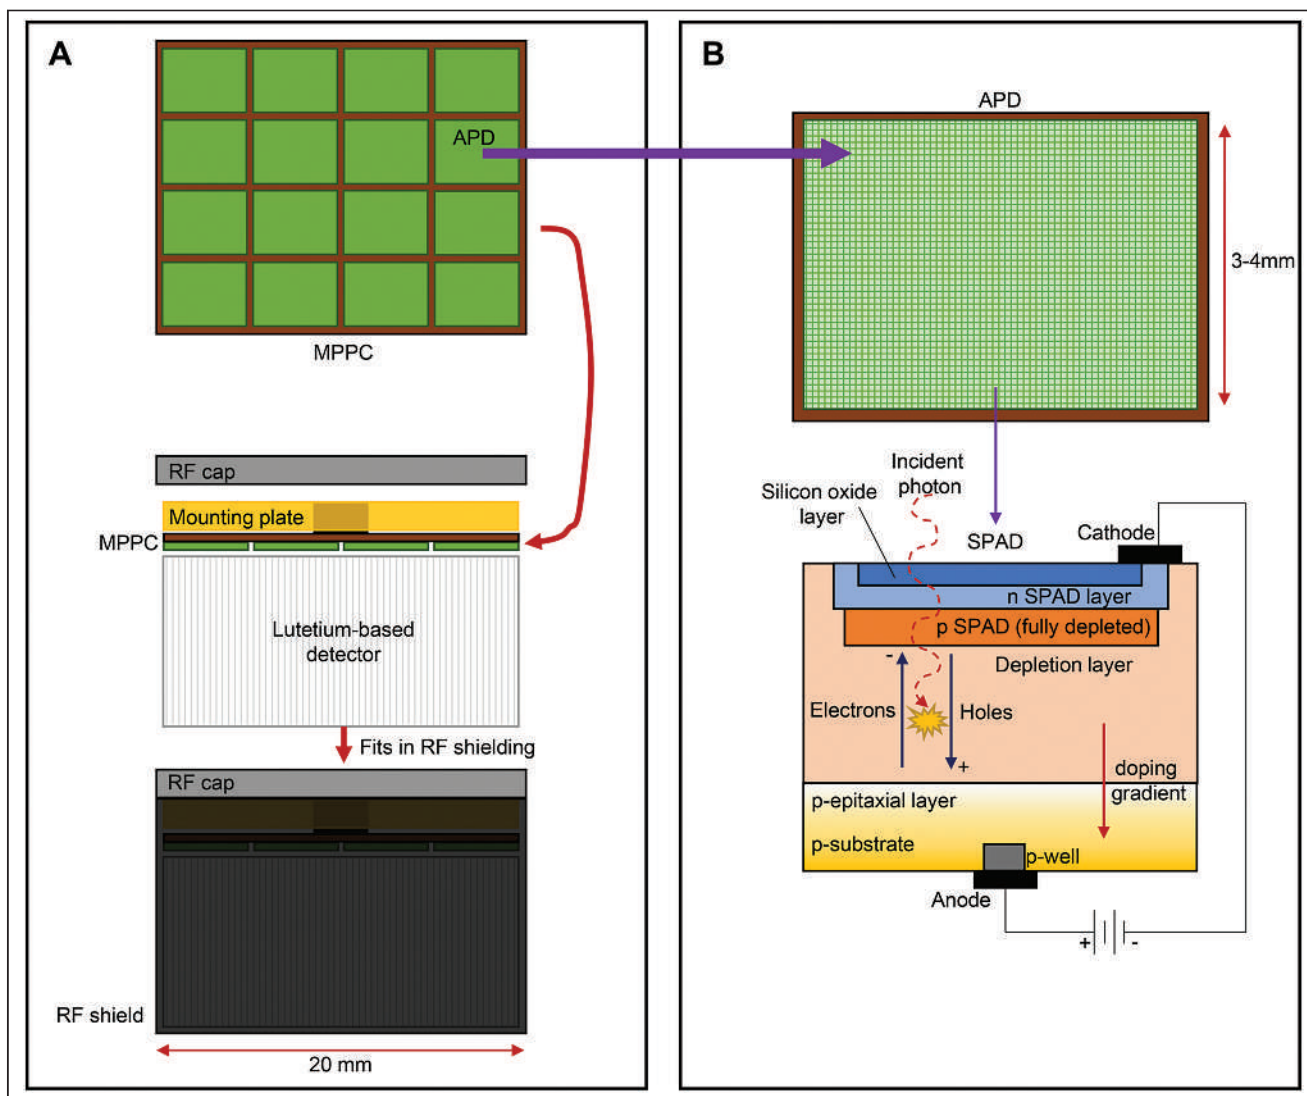 A
APD
MPPC
RF cap
Mounting plate
MPPC
Lutetium-based
detector
Fits in RF shielding
RF cap
RF shield
20 mm
B
APD
3-4mm
Incident
photon
Silicon oxide
layer
SPAD
Cathode
n SPAD layer
p SPAD (fully depleted)
Depletion layer
-
Electrons
Holes
+
doping
gradient
p-epitaxial layer
p-substrate
p-well
Anode
+ -